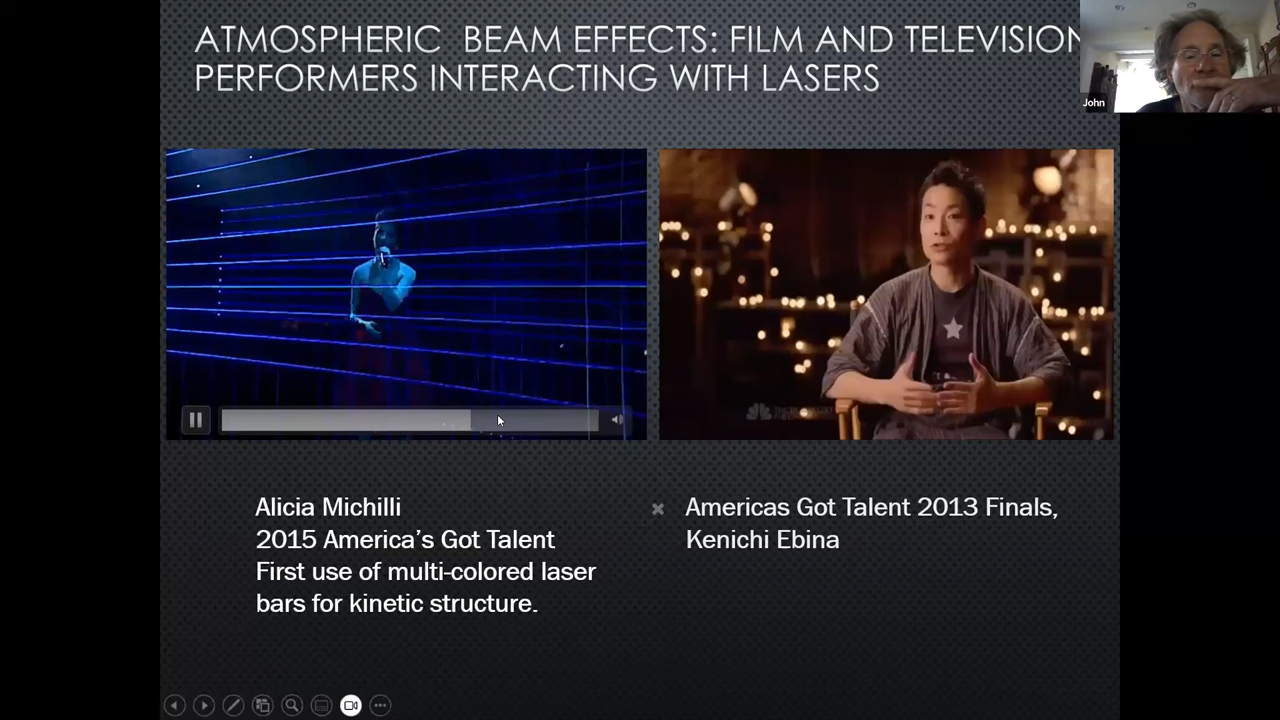 ATMOSPHERIC  BEAM EFFECTS: FILM AND TELEVISION
PERFORMERS INTERACTING WITH LASERS
John
Alicia Michilli
2015 America's Got Talent
First use of multi-colored laser
bars for kinetic structure.
Americas Got Talent 2013 Finals,
Kenichi Ebina